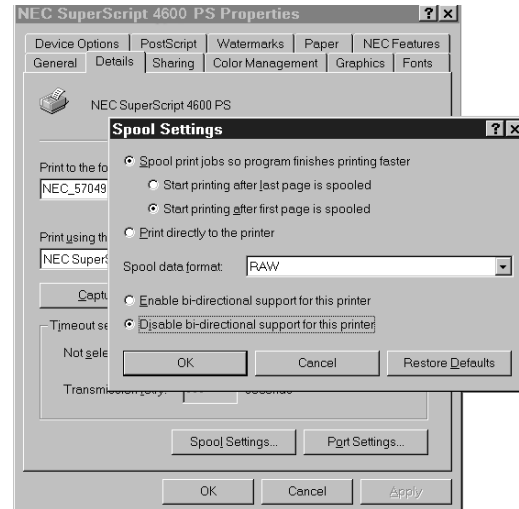 NEC SuperScript 4600 PS Properties
Device Options PostScript Watermarks Paper NEC Features
General Details Sharing Color Management Graphics Fonts
NEC SuperScript 4600 PS
Spool Settings
Spool print jobs so program finishes printing faster
Start printing after last page is spooled
Start printing after first page is spooled
Print directly to the printer
Spool data format: RAW
Enable bi-directional support for this printer
Disable bi-directional support for this printer
OK Cancel Restore Defaults
Print to the fo
NEC_57049
Print using th
NEC SuperS
Captu
Timeout se
Not sele
Spool Settings... Port Settings...
OK Cancel Apply